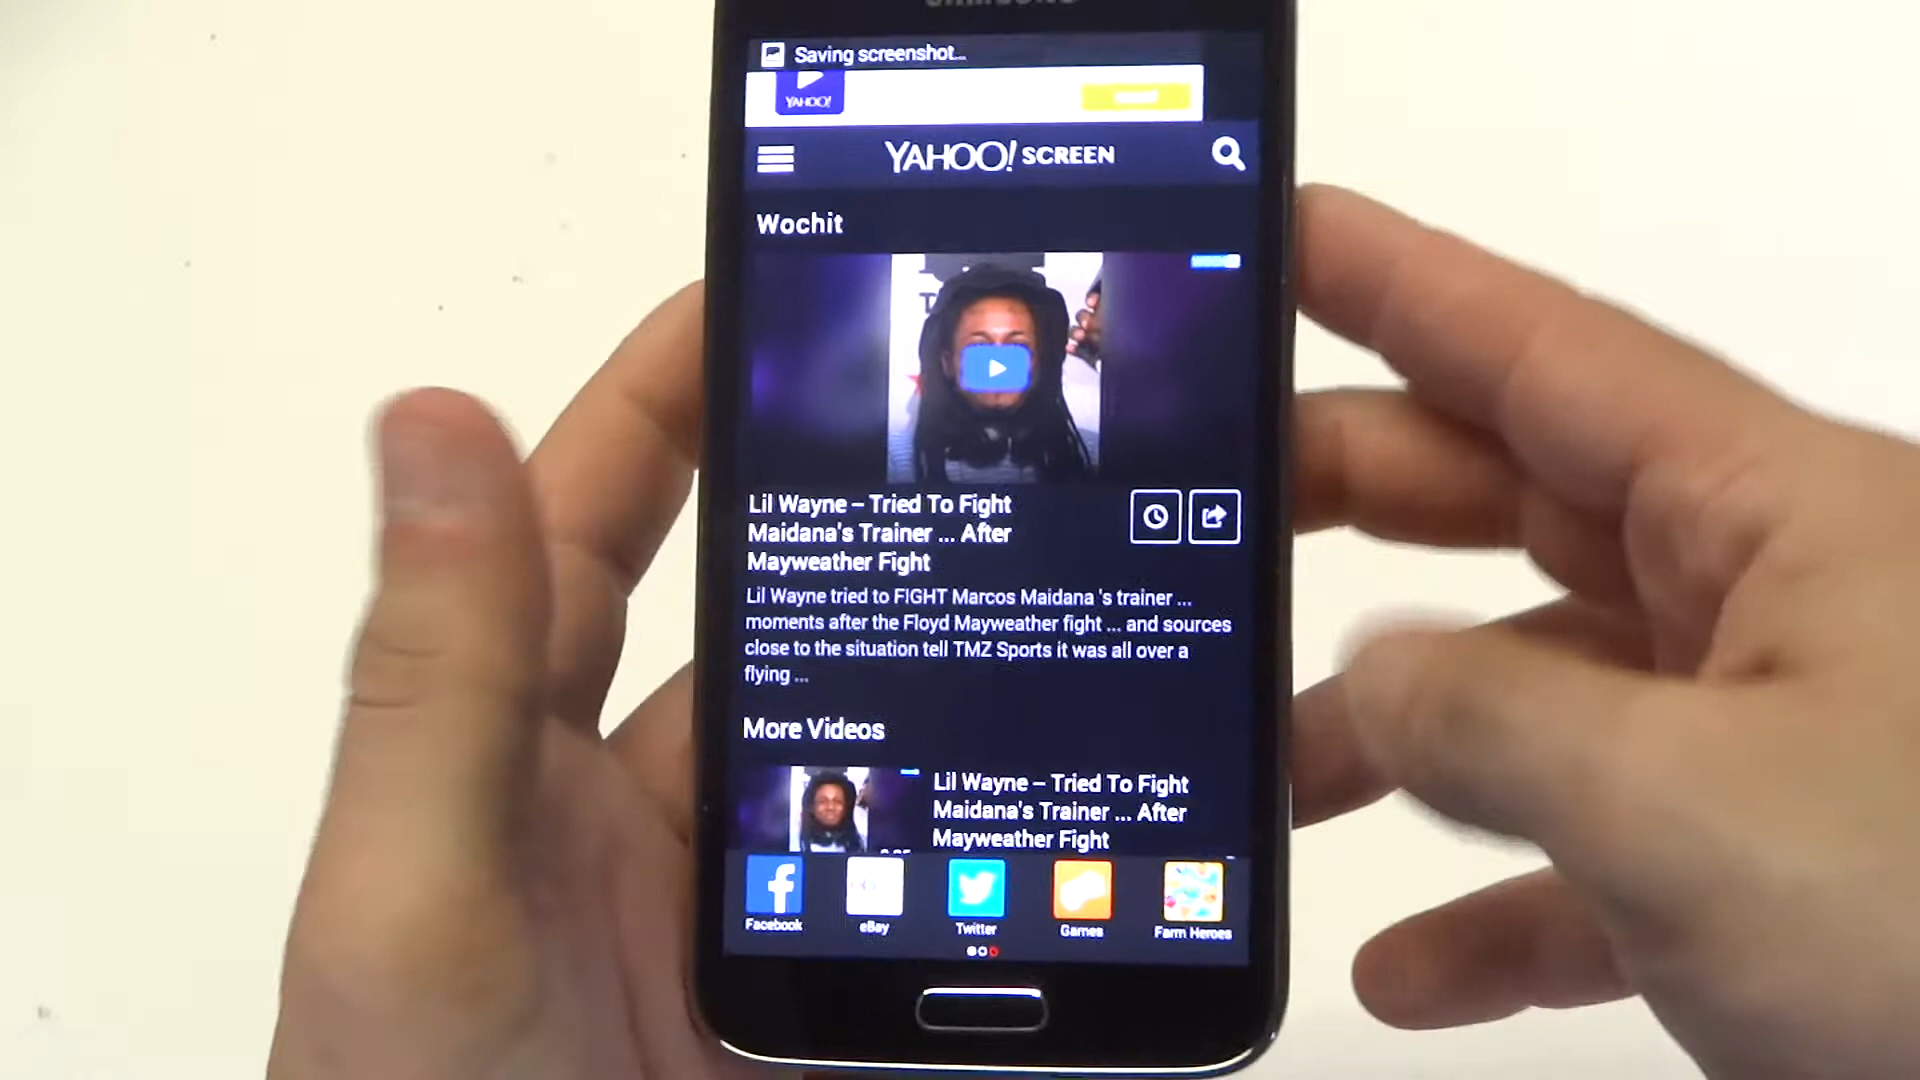 SAMSUNG
Saving screenshot...
YAHOO!
YAHOO! SCREEN
Wochit
Lil Wayne – Tried To Fight
Maidana's Trainer ... After
Mayweather Fight
Lil Wayne tried to FIGHT Marcos Maidana 's trainer ...
moments after the Floyd Mayweather fight ... and sources
close to the situation tell TMZ Sports it was all over a
flying ...
More Videos
Lil Wayne – Tried To Fight
Maidana's Trainer ... After
Mayweather Fight
Facebook
eBay
Twitter
Games
Farm Heroes